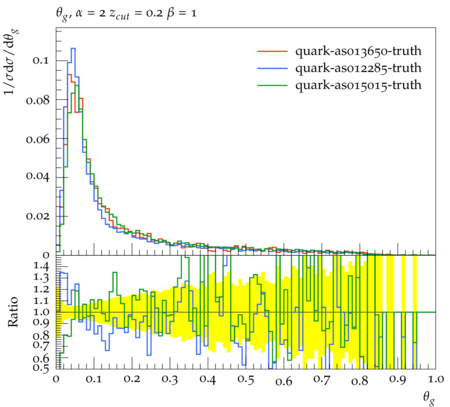 θg, α = 2 zcut = 0.2 β = 1
1/σdσ/dθg
quark-as013650-truth
quark-as012285-truth
quark-as015015-truth
0.1
0.08
0.06
0.04
0.02
0
Ratio
1.4
1.3
1.2
1.1
1.0
0.9
0.8
0.7
0.6
0.5
0 0.1 0.2 0.3 0.4 0.5 0.6 0.7 0.8 0.9 1.0
θg